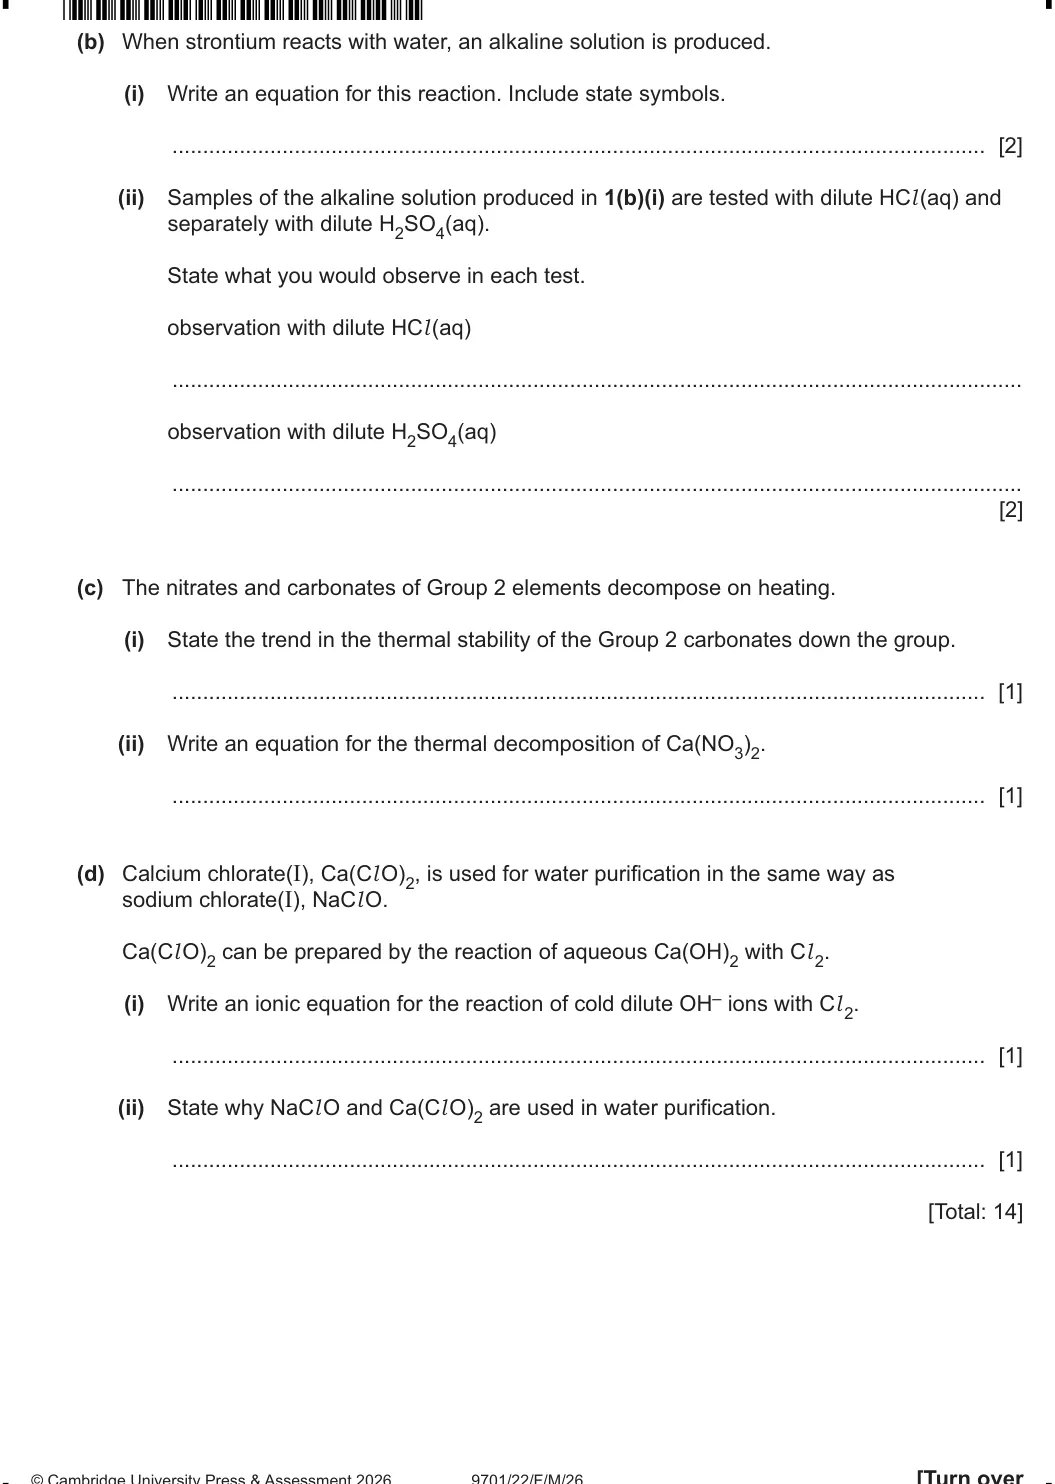 (b) When strontium reacts with water, an alkaline solution is produced.
(i) Write an equation for this reaction. Include state symbols.
...................................................................................................................................... [2]
(ii) Samples of the alkaline solution produced in 1(b)(i) are tested with dilute HCl(aq) and
separately with dilute H₂SO₄(aq).
State what you would observe in each test.
observation with dilute HCl(aq)
............................................................................................................................................
observation with dilute H₂SO₄(aq)
............................................................................................................................................
[2]
(c) The nitrates and carbonates of Group 2 elements decompose on heating.
(i) State the trend in the thermal stability of the Group 2 carbonates down the group.
...................................................................................................................................... [1]
(ii) Write an equation for the thermal decomposition of Ca(NO₃)₂.
...................................................................................................................................... [1]
(d) Calcium chlorate(I), Ca(ClO)₂, is used for water purification in the same way as
sodium chlorate(I), NaClO.
Ca(ClO)₂ can be prepared by the reaction of aqueous Ca(OH)₂ with Cl₂.
(i) Write an ionic equation for the reaction of cold dilute OH⁻ ions with Cl₂.
...................................................................................................................................... [1]
(ii) State why NaClO and Ca(ClO)₂ are used in water purification.
...................................................................................................................................... [1]
[Total: 14]
© Cambridge University Press & Assessment 2026 9701/22/F/M/26 [Turn over